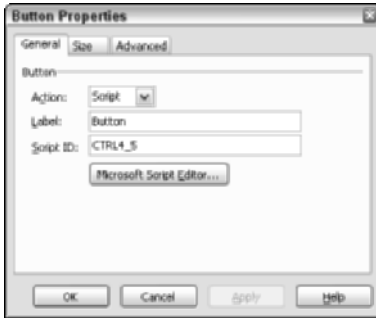 Button Properties
General Size Advanced
Button
Action: Script
Label: Button
Script ID: CTRL4_5
Microsoft Script Editor...
OK Cancel Apply Help